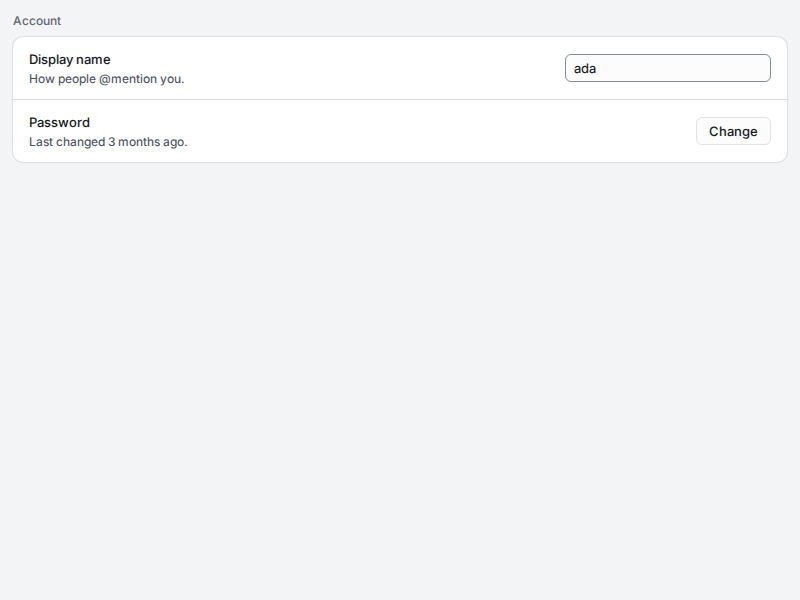 Account
Display name
How people @mention you.
ada
Password
Last changed 3 months ago.
Change